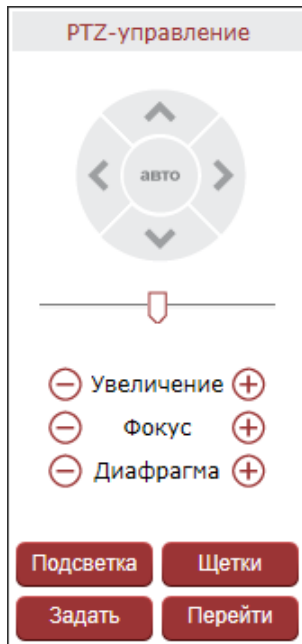 PTZ-управление
авто
Увеличение
Фокус
Диафрагма
Подсветка Щетки
Задать Перейти